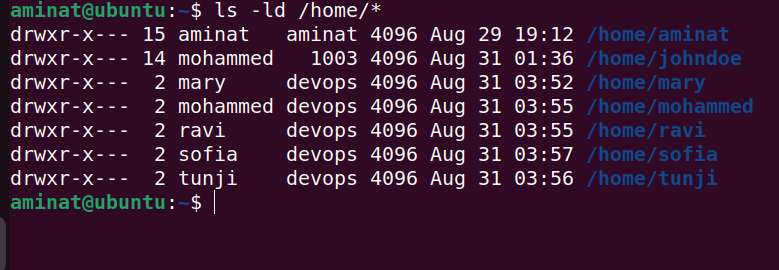 aminat@ubuntu:~$ ls -ld /home/*
drwxr-x--- 15 aminat   aminat 4096 Aug 29 19:12 /home/aminat
drwxr-x--- 14 mohammed   1003 4096 Aug 31 01:36 /home/johndoe
drwxr-x---  2 mary     devops 4096 Aug 31 03:52 /home/mary
drwxr-x---  2 mohammed devops 4096 Aug 31 03:55 /home/mohammed
drwxr-x---  2 ravi     devops 4096 Aug 31 03:55 /home/ravi
drwxr-x---  2 sofia    devops 4096 Aug 31 03:57 /home/sofia
drwxr-x---  2 tunji    devops 4096 Aug 31 03:56 /home/tunji
aminat@ubuntu:~$